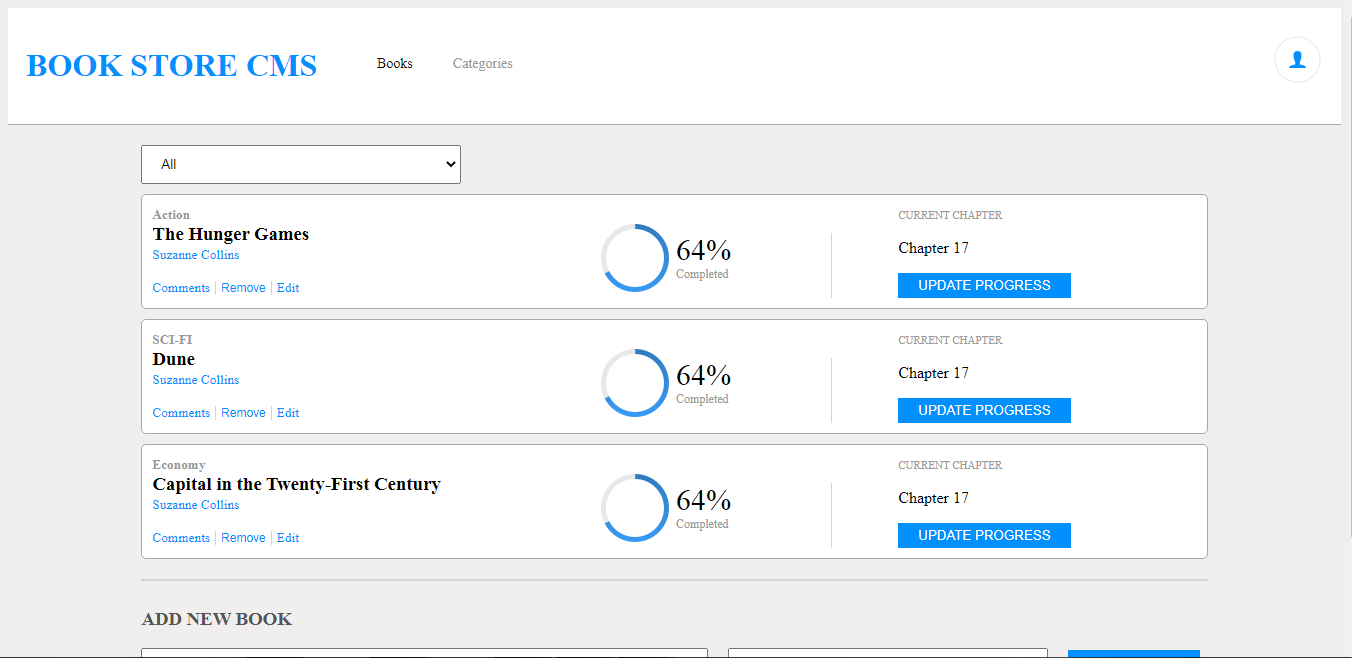 BOOK STORE CMS
Books
Categories
All
Action
The Hunger Games
Suzanne Collins
Comments
Remove
Edit
64%
Completed
CURRENT CHAPTER
Chapter 17
UPDATE PROGRESS
SCI-FI
Dune
Suzanne Collins
Comments
Remove
Edit
64%
Completed
CURRENT CHAPTER
Chapter 17
UPDATE PROGRESS
Economy
Capital in the Twenty-First Century
Suzanne Collins
Comments
Remove
Edit
64%
Completed
CURRENT CHAPTER
Chapter 17
UPDATE PROGRESS
ADD NEW BOOK